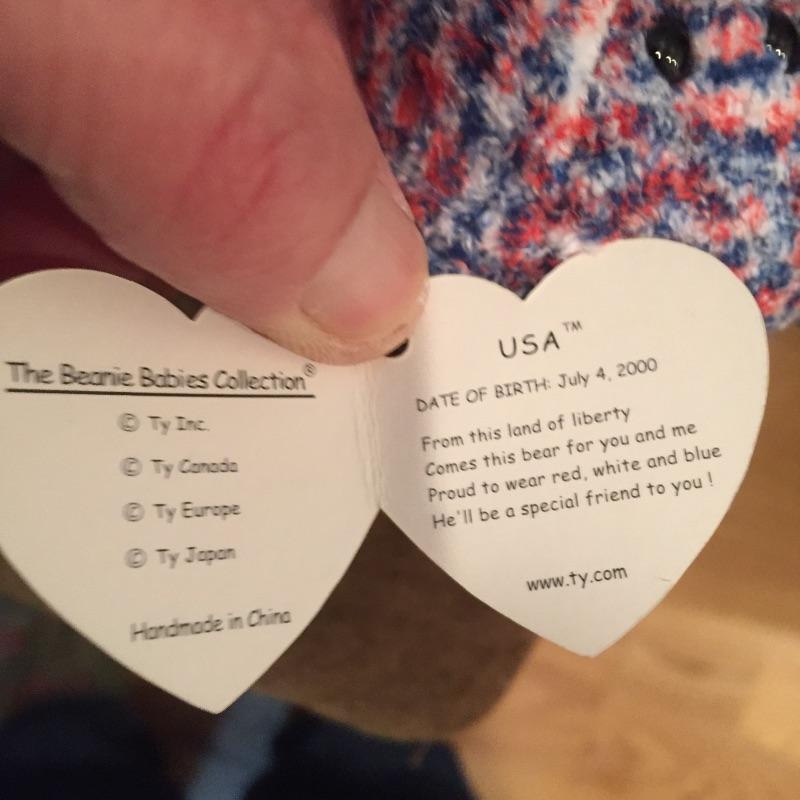 The Beanie Babies Collection®
© Ty Inc.
© Ty Canada
© Ty Europe
© Ty Japan
Handmade in China
USA™
DATE OF BIRTH: July 4, 2000
From this land of liberty
Comes this bear for you and me
Proud to wear red, white and blue
He'll be a special friend to you !
www.ty.com